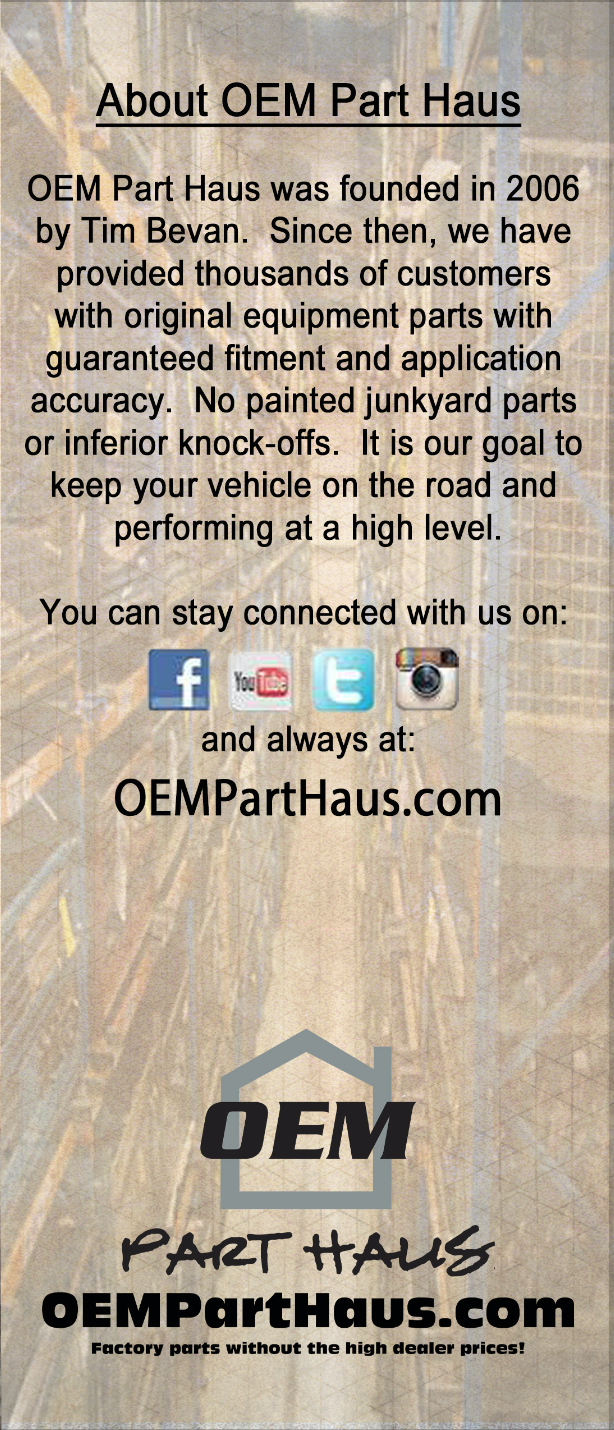 About OEM Part Haus
OEM Part Haus was founded in 2006
by Tim Bevan.  Since then, we have
provided thousands of customers
with original equipment parts with
guaranteed fitment and application
accuracy.  No painted junkyard parts
or inferior knock-offs.  It is our goal to
keep your vehicle on the road and
performing at a high level.
You can stay connected with us on:
f You Tube t
and always at:
OEMPartHaus.com
OEM
PART HAUS
OEMPartHaus.com
Factory parts without the high dealer prices!